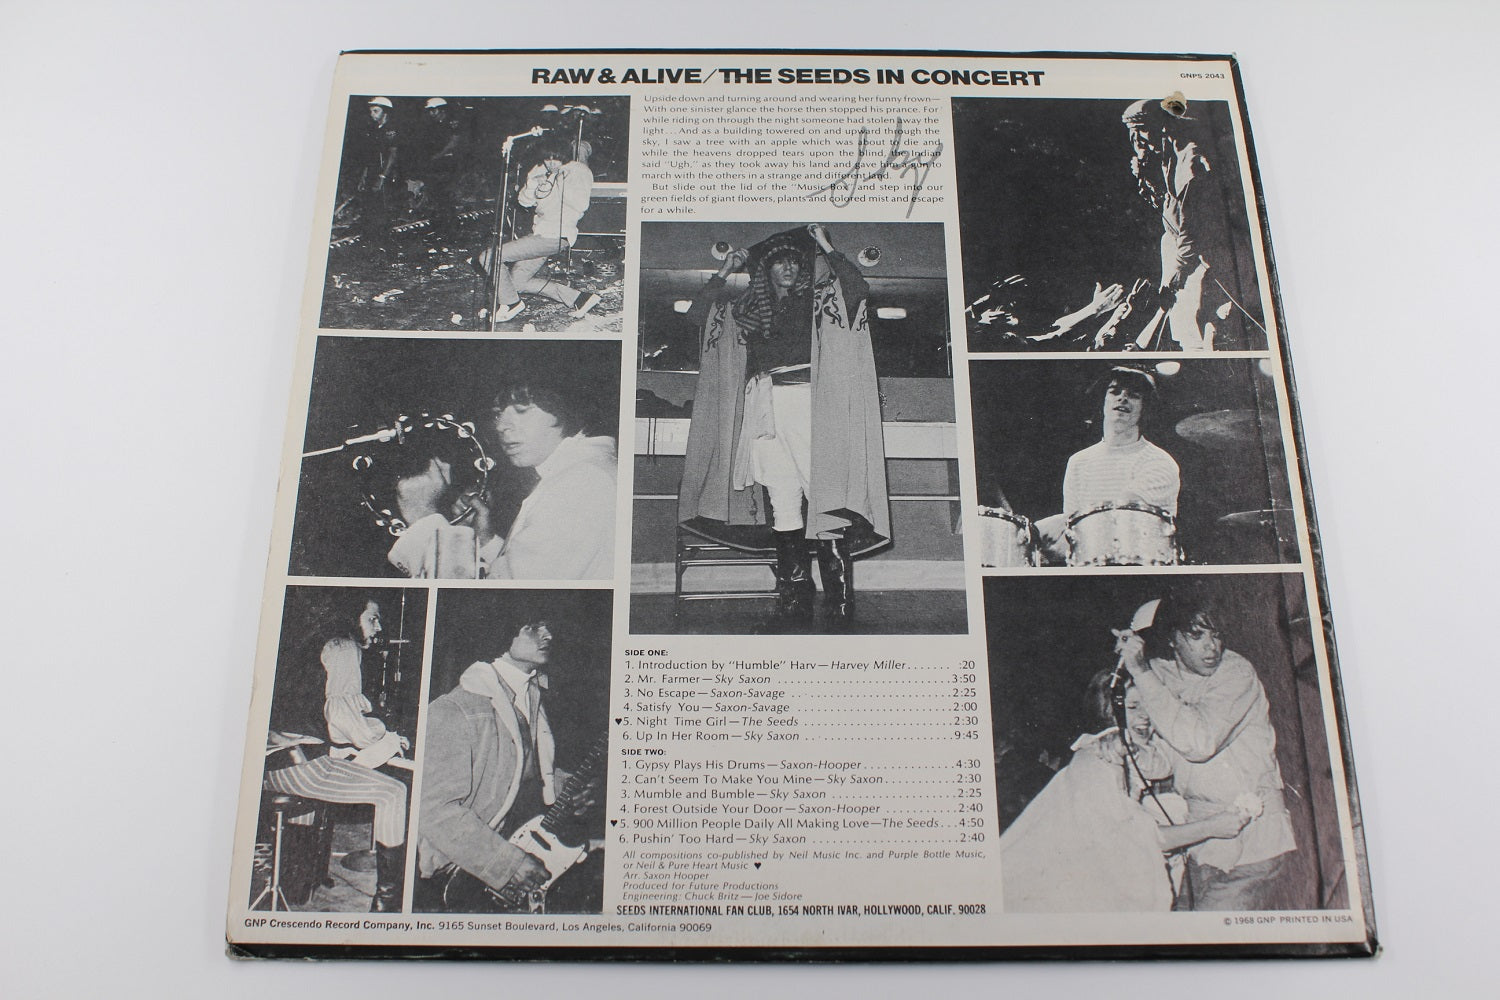 RAW & ALIVE/THE SEEDS IN CONCERT
GNPS 2043
Upside down and turning around and wearing her funny frown—
With one sinister glance the horse then stopped his prance. For
while riding on through the night someone had stolen away the
light... And as a building towered on and upward through the
sky, I saw a tree with an apple which was about to die and
while the heavens dropped tears upon the blind, the Indian
said "Ugh," as they took away his land and gave him a gun to
march with the others in a strange and different land.
But slide out the lid of the "Music Box" and step into our
green fields of giant flowers, plants and colored mist and escape
for a while.
Sky
SIDE ONE:
1. Introduction by "Humble" Harv—Harvey Miller....... :20
2. Mr. Farmer—Sky Saxon ........................3:50
3. No Escape—Saxon-Savage ......................2:25
4. Satisfy You—Saxon-Savage .....................2:00
♥5. Night Time Girl—The Seeds ....................2:30
6. Up In Her Room—Sky Saxon ....................9:45
SIDE TWO:
1. Gypsy Plays His Drums—Saxon-Hooper.............4:30
2. Can't Seem To Make You Mine—Sky Saxon..........2:30
3. Mumble and Bumble—Sky Saxon .................2:25
4. Forest Outside Your Door—Saxon-Hooper ..........2:40
♥5. 900 Million People Daily All Making Love—The Seeds...4:50
6. Pushin' Too Hard—Sky Saxon ....................2:40
All compositions co-published by Neil Music Inc. and Purple Bottle Music,
or Neil & Pure Heart Music ♥
Arr. Saxon Hooper
Produced for Future Productions
Engineering: Chuck Britz—Joe Sidore
SEEDS INTERNATIONAL FAN CLUB, 1654 NORTH IVAR, HOLLYWOOD, CALIF. 90028
GNP Crescendo Record Company, Inc. 9165 Sunset Boulevard, Los Angeles, California 90069
© 1968 GNP PRINTED IN USA